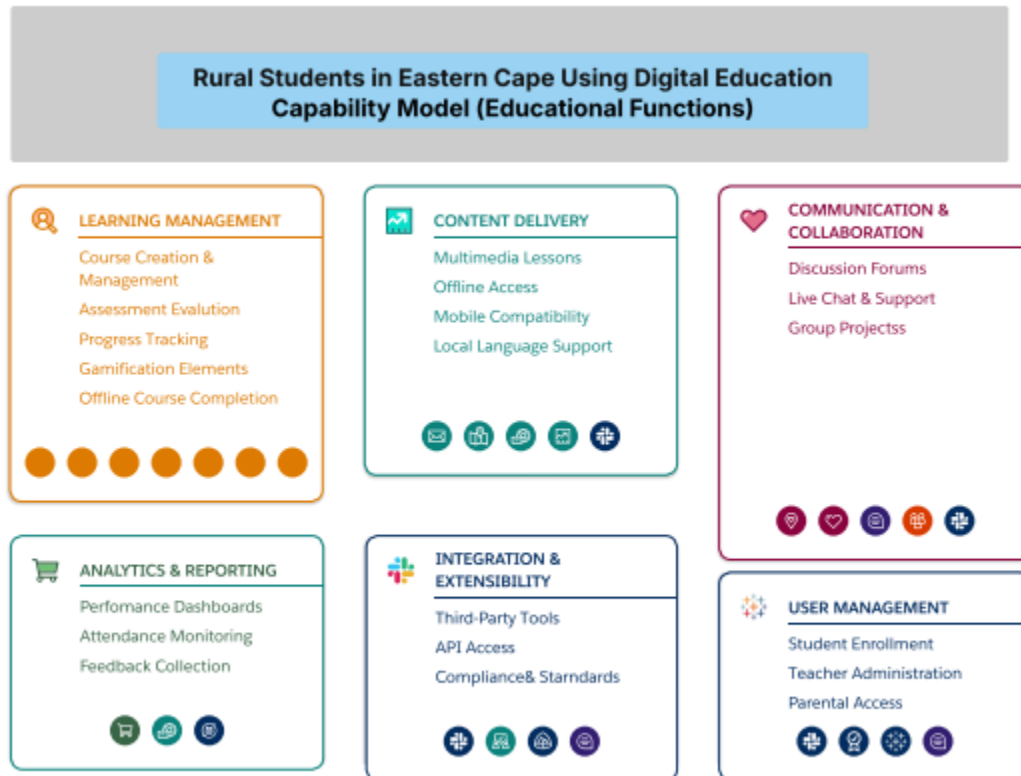 Rural Students in Eastern Cape Using Digital Education
Capability Model (Educational Functions)
LEARNING MANAGEMENT
Course Creation &
Management
Assessment Evalution
Progress Tracking
Gamification Elements
Offline Course Completion
CONTENT DELIVERY
Multimedia Lessons
Offline Access
Mobile Compatibility
Local Language Support
COMMUNICATION &
COLLABORATION
Discussion Forums
Live Chat & Support
Group Projectss
ANALYTICS & REPORTING
Perfomance Dashboards
Attendance Monitoring
Feedback Collection
INTEGRATION &
EXTENSIBILITY
Third-Party Tools
API Access
Compliance& Starndards
USER MANAGEMENT
Student Enrollment
Teacher Administration
Parental Access